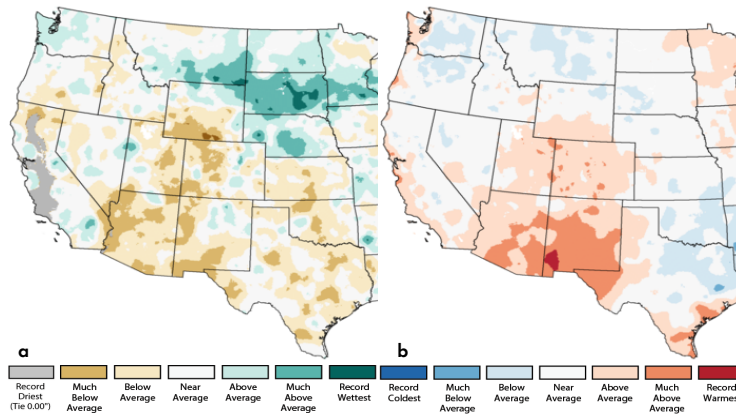 a
b
Record Driest (Tie 0.00")
Much Below Average
Below Average
Near Average
Above Average
Much Above Average
Record Wettest
Record Coldest
Much Below Average
Below Average
Near Average
Above Average
Much Above Average
Record Warmes